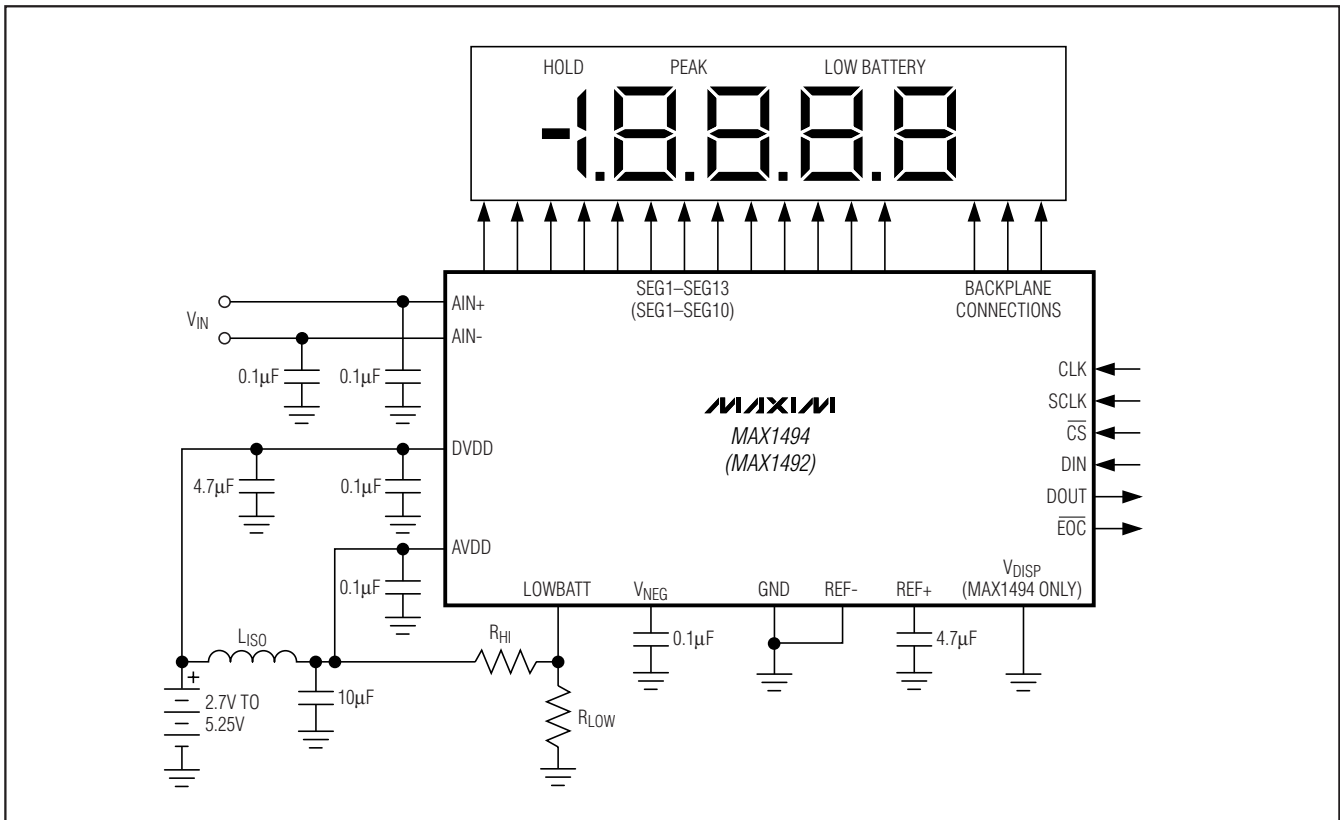 HOLD PEAK LOW BATTERY
-1.8.8.8.8
SEG1–SEG13
(SEG1–SEG10)
BACKPLANE
CONNECTIONS
VIN
AIN+
AIN-
0.1µF
0.1µF
CLK
SCLK
CS
DIN
DOUT
EOC
MAXIM
MAX1494
(MAX1492)
DVDD
4.7µF
0.1µF
AVDD
0.1µF
LOWBATT
VNEG
GND
REF-
REF+
VDISP
(MAX1494 ONLY)
LISO
RHI
0.1µF
4.7µF
+
2.7V TO
5.25V
10µF
RLOW